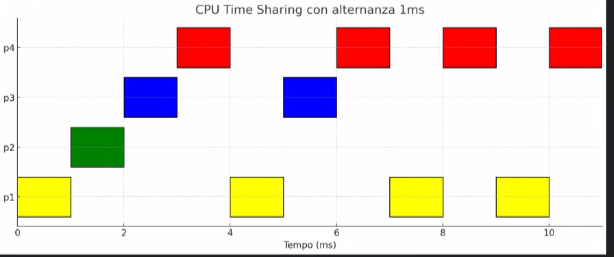 CPU Time Sharing con alternanza 1ms
p4
p3
p2
p1
0 2 4 6 8 10
Tempo (ms)